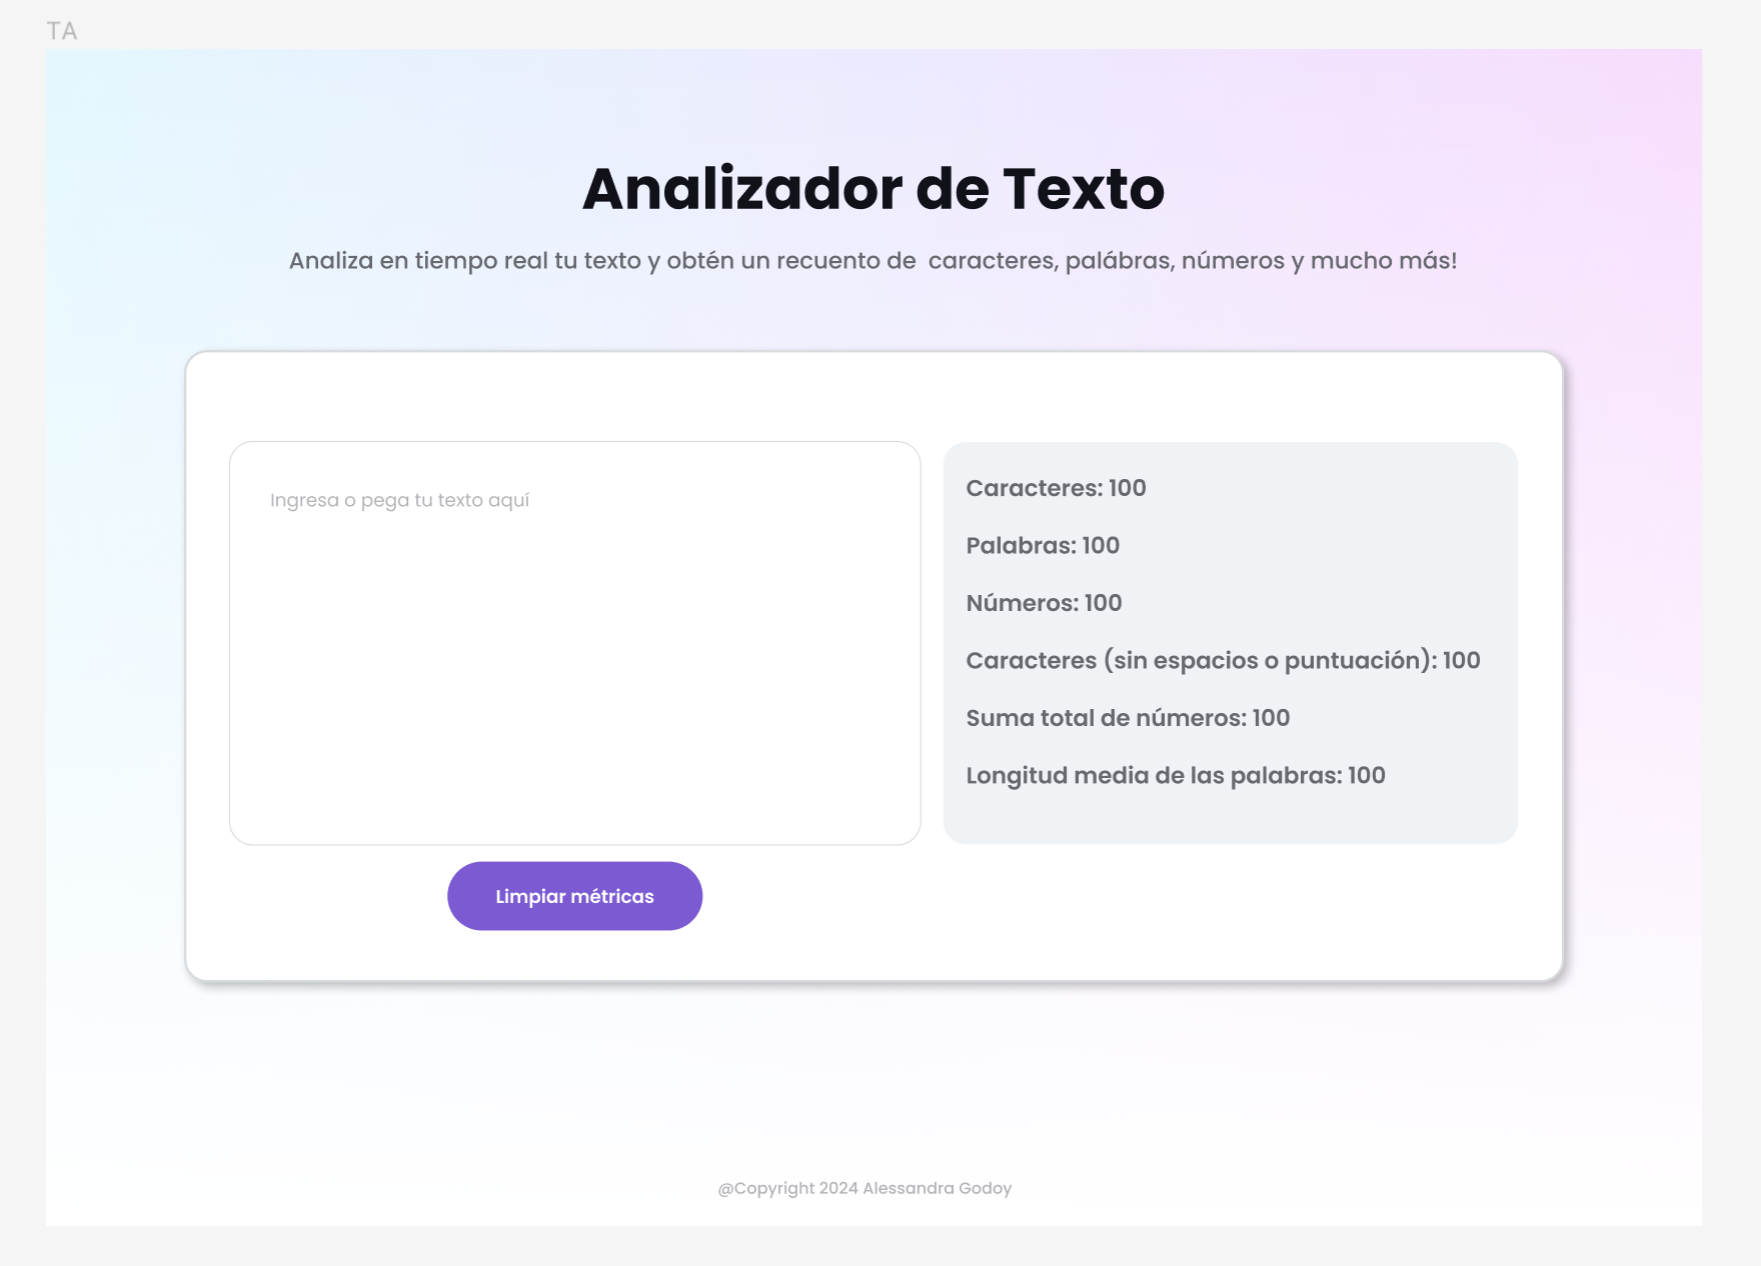 TA
Analizador de Texto
Analiza en tiempo real tu texto y obtén un recuento de  caracteres, palábras, números y mucho más!
Ingresa o pega tu texto aquí
Caracteres: 100
Palabras: 100
Números: 100
Caracteres (sin espacios o puntuación): 100
Suma total de números: 100
Longitud media de las palabras: 100
Limpiar métricas
@Copyright 2024 Alessandra Godoy